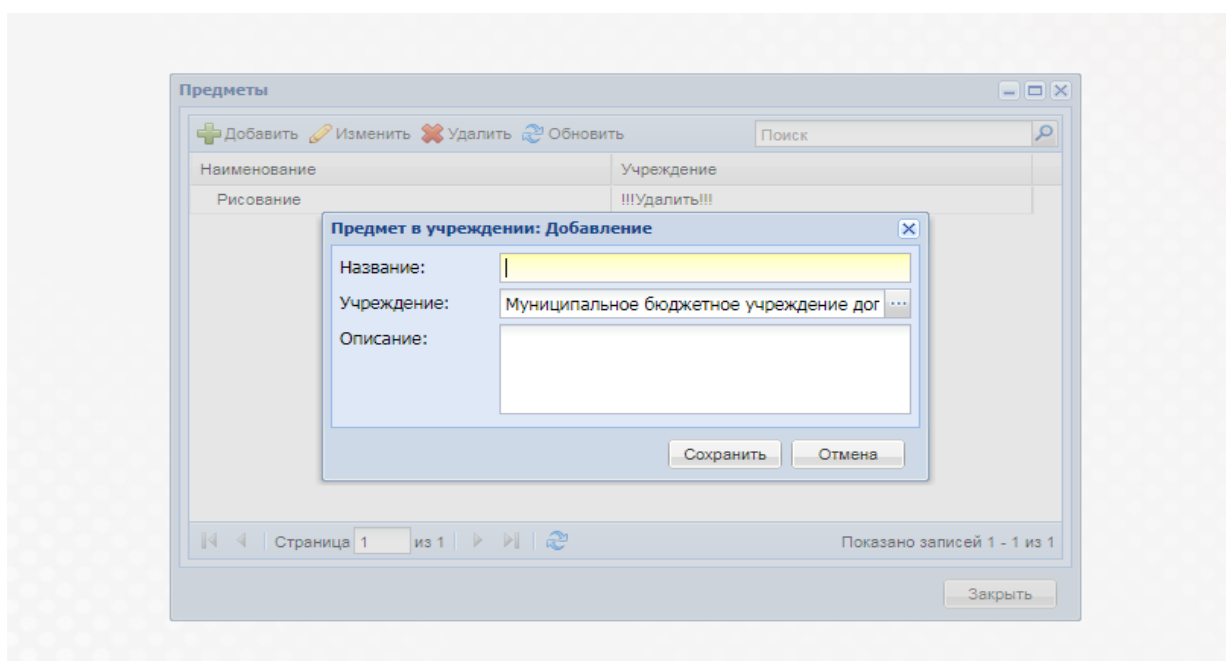 Предметы
Добавить Изменить Удалить Обновить Поиск
Наименование Учреждение
Рисование !!!Удалить!!!
Предмет в учреждении: Добавление
Название:
Учреждение: Муниципальное бюджетное учреждение дог ...
Описание:
Сохранить Отмена
Страница 1 из 1 Показано записей 1 - 1 из 1
Закрыть